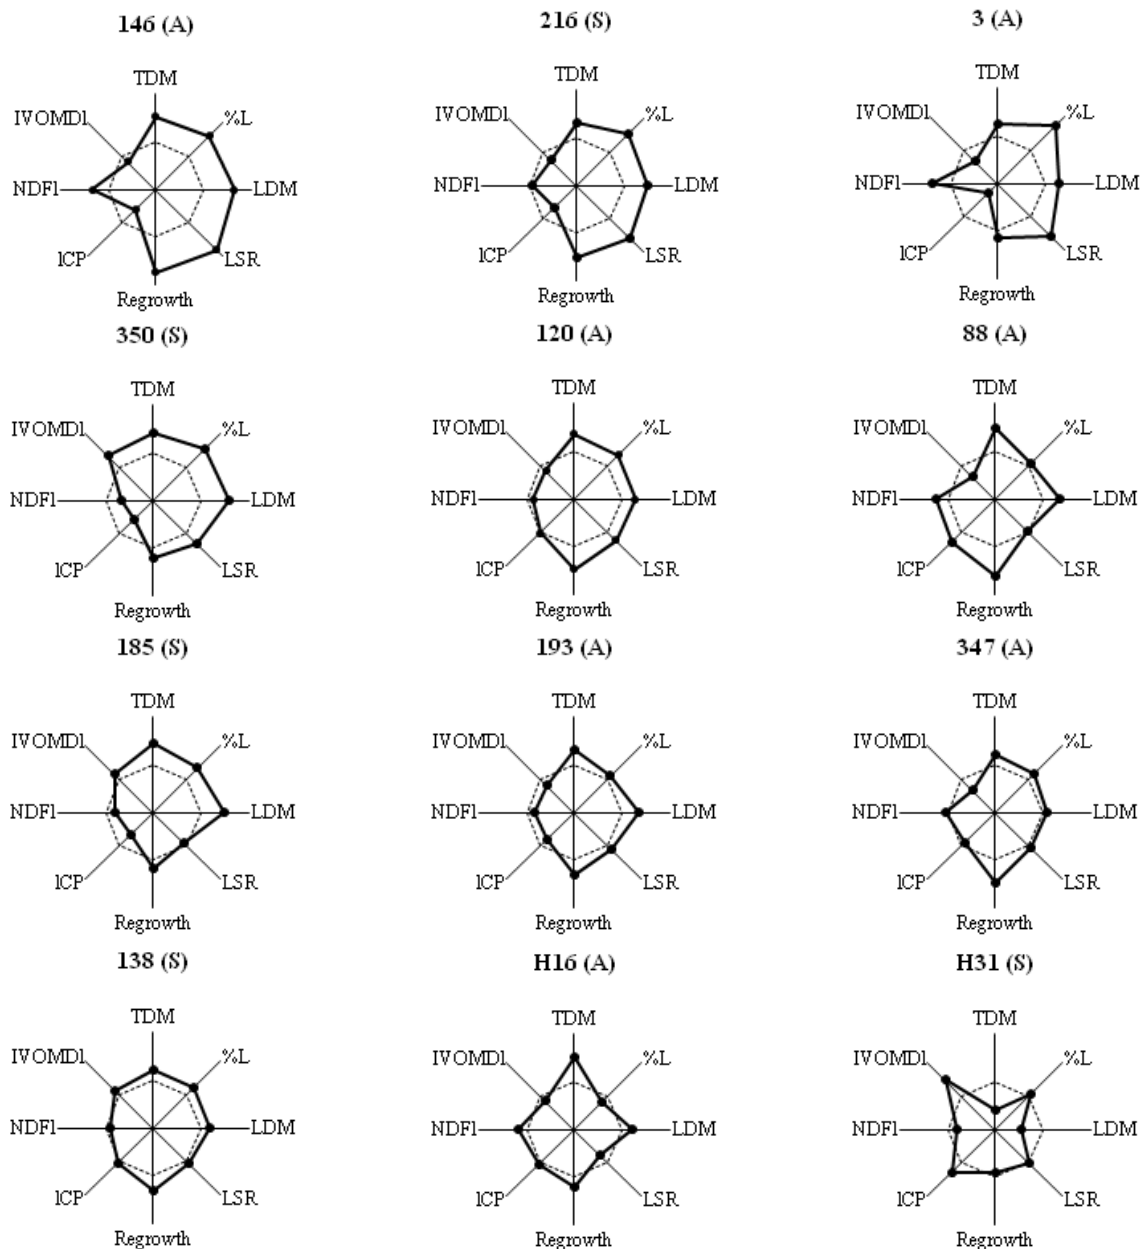 146 (A)
216 (S)
3 (A)
TDM
IVOMDl
%L
NDFl
LDM
lCP
LSR
Regrowth
TDM
IVOMDl
%L
NDFl
LDM
lCP
LSR
Regrowth
TDM
IVOMDl
%L
NDFl
LDM
lCP
LSR
Regrowth
350 (S)
120 (A)
88 (A)
TDM
IVOMDl
%L
NDFl
LDM
lCP
LSR
Regrowth
TDM
IVOMDl
%L
NDFl
LDM
lCP
LSR
Regrowth
TDM
IVOMDl
%L
NDFl
LDM
lCP
LSR
Regrowth
185 (S)
193 (A)
347 (A)
TDM
IVOMDl
%L
NDFl
LDM
lCP
LSR
Regrowth
TDM
IVOMDl
%L
NDFl
LDM
lCP
LSR
Regrowth
TDM
IVOMDl
%L
NDFl
LDM
lCP
LSR
Regrowth
138 (S)
H16 (A)
H31 (S)
TDM
IVOMDl
%L
NDFl
LDM
lCP
LSR
Regrowth
TDM
IVOMDl
%L
NDFl
LDM
lCP
LSR
Regrowth
TDM
IVOMDl
%L
NDFl
LDM
lCP
LSR
Regrowth